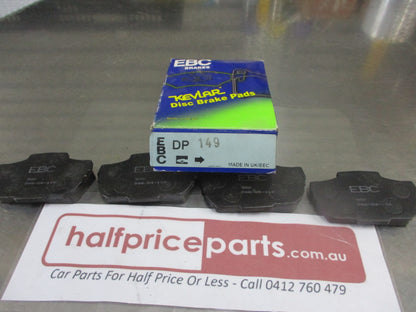 EBC
BRAKES
KEVLAR
Disc Brake Pads
EBC DP 149
MADE IN UK/EEC
EBC
EBC
EBC
EBC
halfpriceparts.com.au
Car Parts For Half Price Or Less - Call 0412 760 479